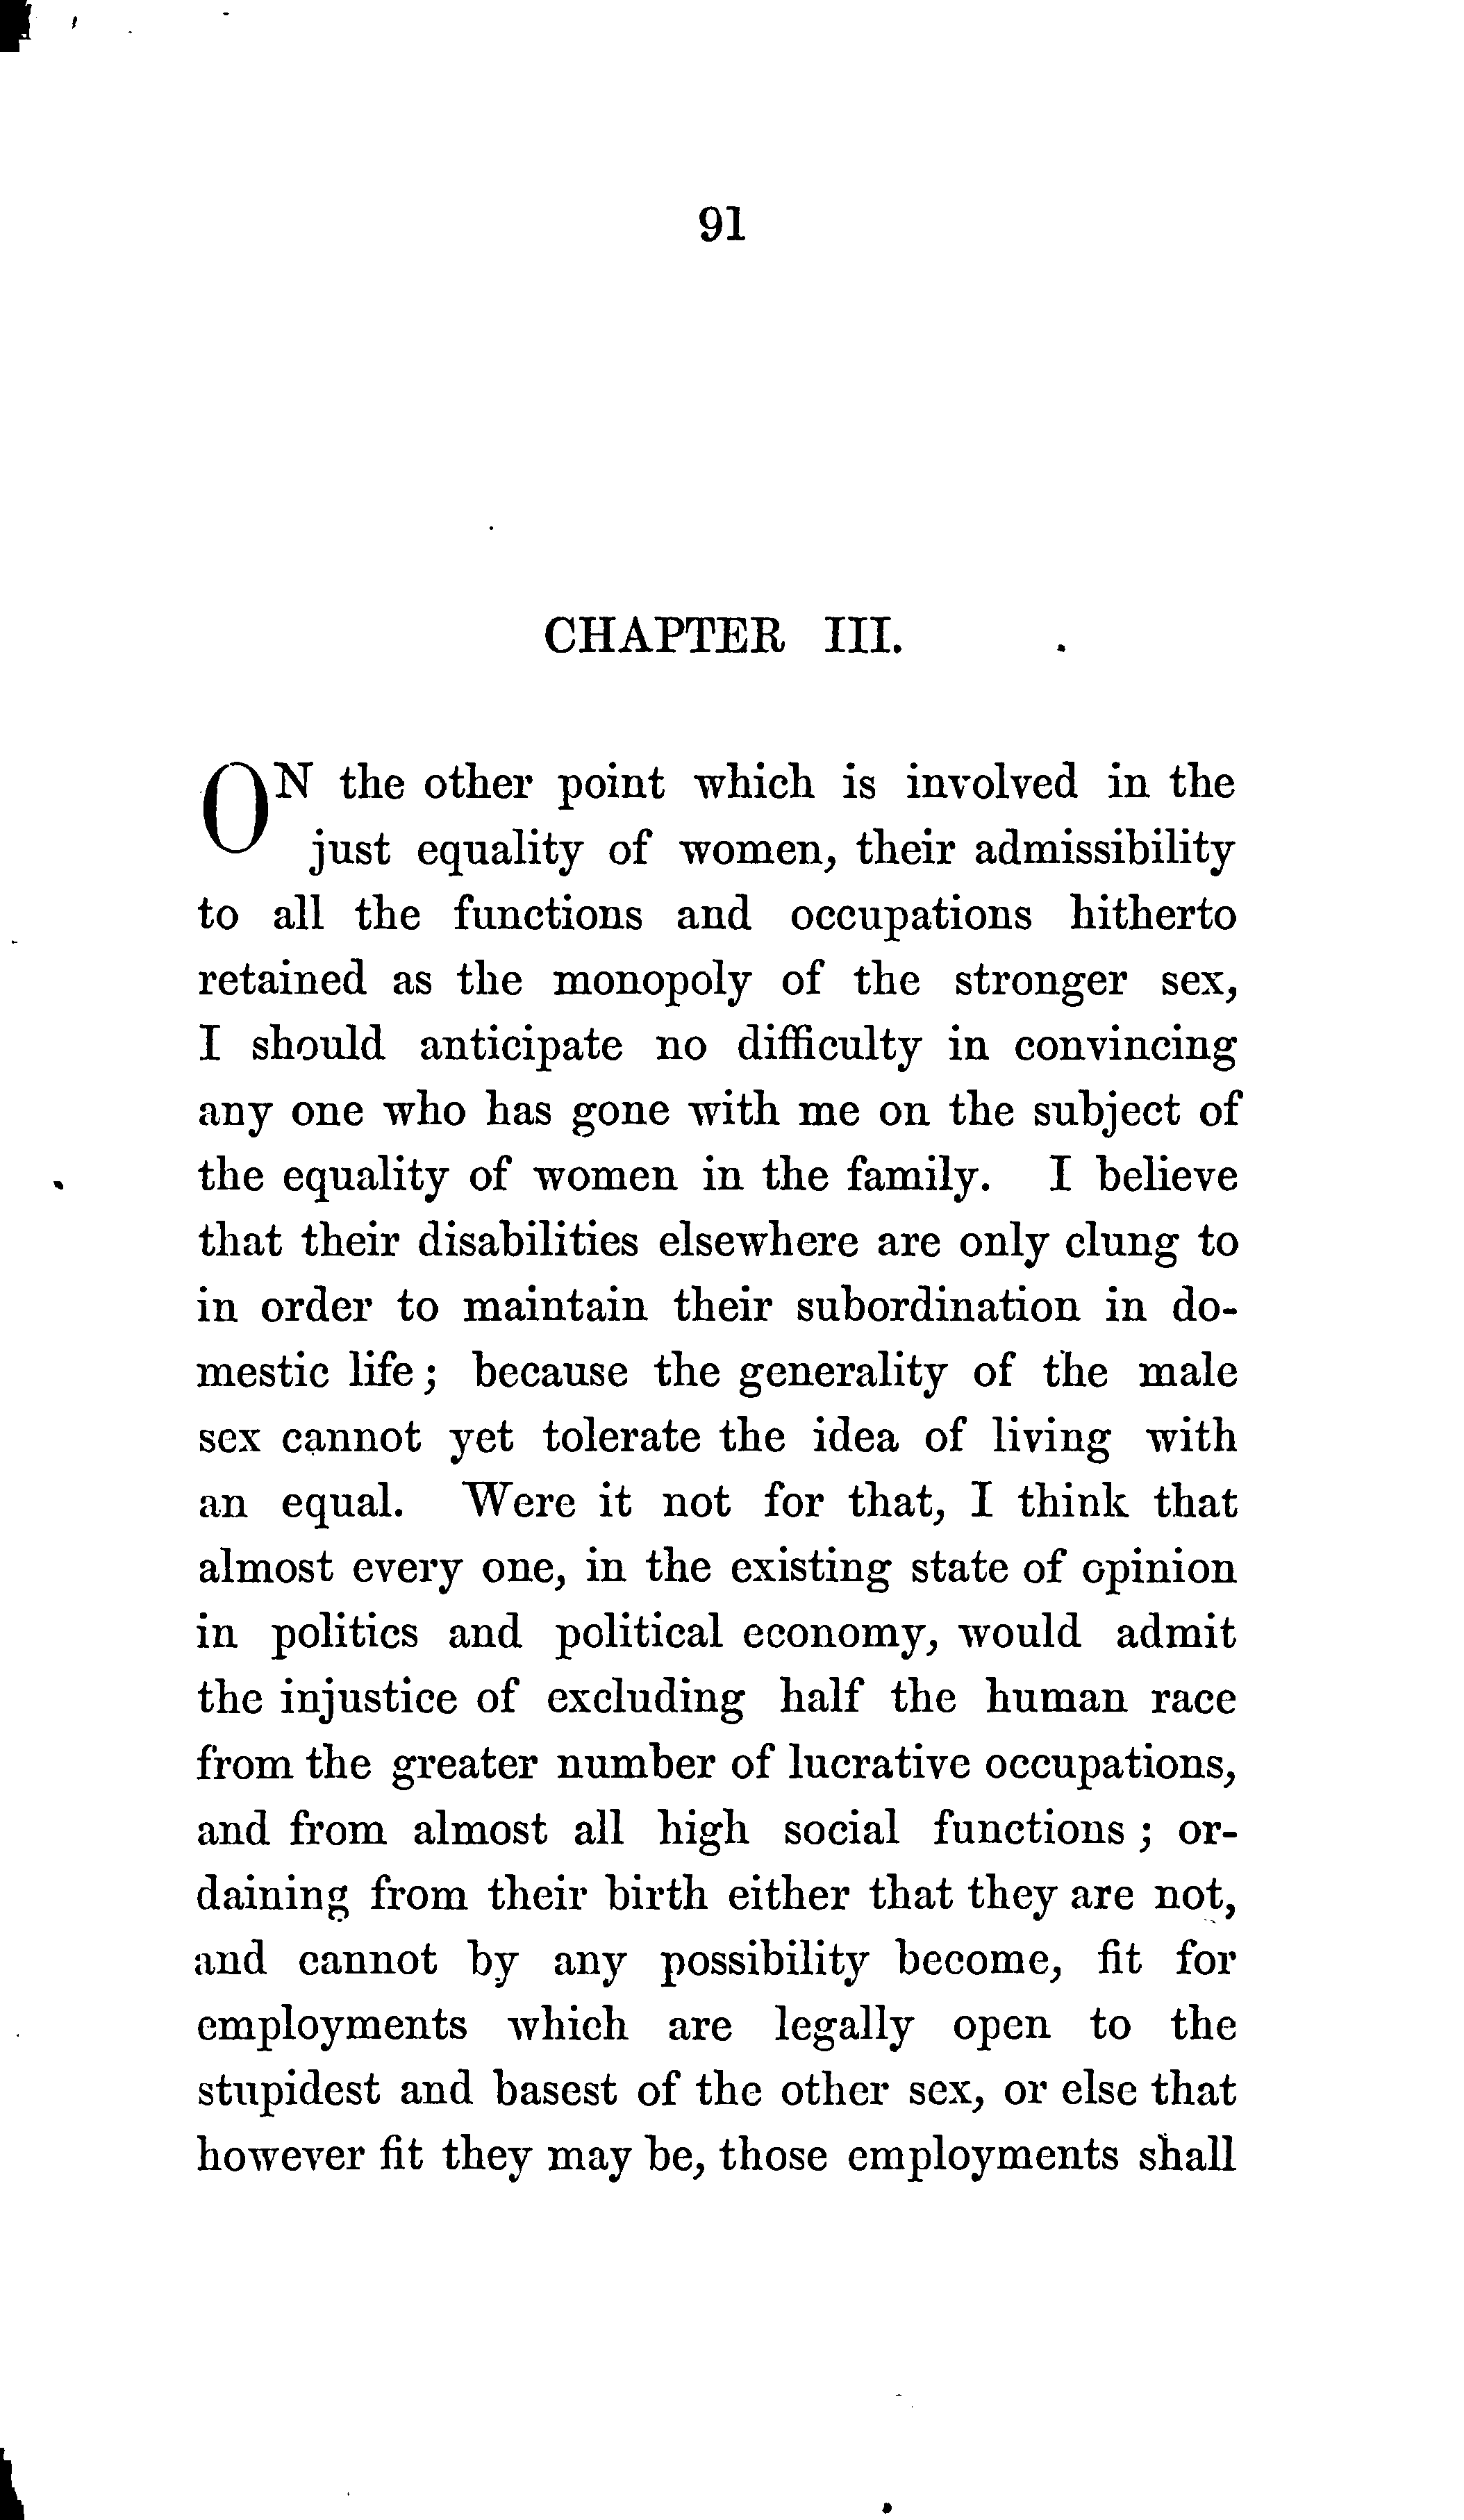 91
CHAPTER III.
ON the other point which is involved in the
just equality of women, their admissibility
to all the functions and occupations hitherto
retained as the monopoly of the stronger sex,
I should anticipate no difficulty in convincing
any one who has gone with me on the subject of
the equality of women in the family. I believe
that their disabilities elsewhere are only clung to
in order to maintain their subordination in do-
mestic life; because the generality of the male
sex cannot yet tolerate the idea of living with
an equal. Were it not for that, I think that
almost every one, in the existing state of opinion
in politics and political economy, would admit
the injustice of excluding half the human race
from the greater number of lucrative occupations,
and from almost all high social functions; or-
daining from their birth either that they are not,
and cannot by any possibility become, fit for
employments which are legally open to the
stupidest and basest of the other sex, or else that
however fit they may be, those employments shall